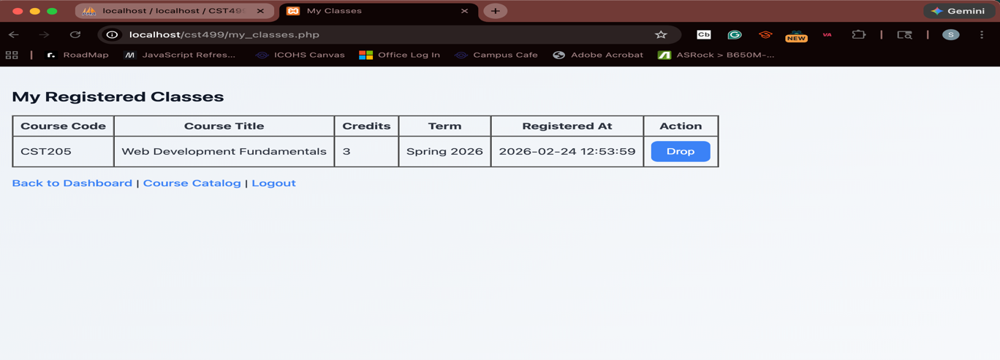 localhost / localhost / CST499
My Classes
Gemini
localhost/cst499/my_classes.php
Cb
G
NEW
VA
S
RoadMap
JavaScript Refres...
ICOHS Canvas
Office Log In
Campus Cafe
Adobe Acrobat
ASRock > B650M-...
My Registered Classes
Course Code Course Title Credits Term Registered At Action
CST205 Web Development Fundamentals 3 Spring 2026 2026-02-24 12:53:59 Drop
Back to Dashboard | Course Catalog | Logout